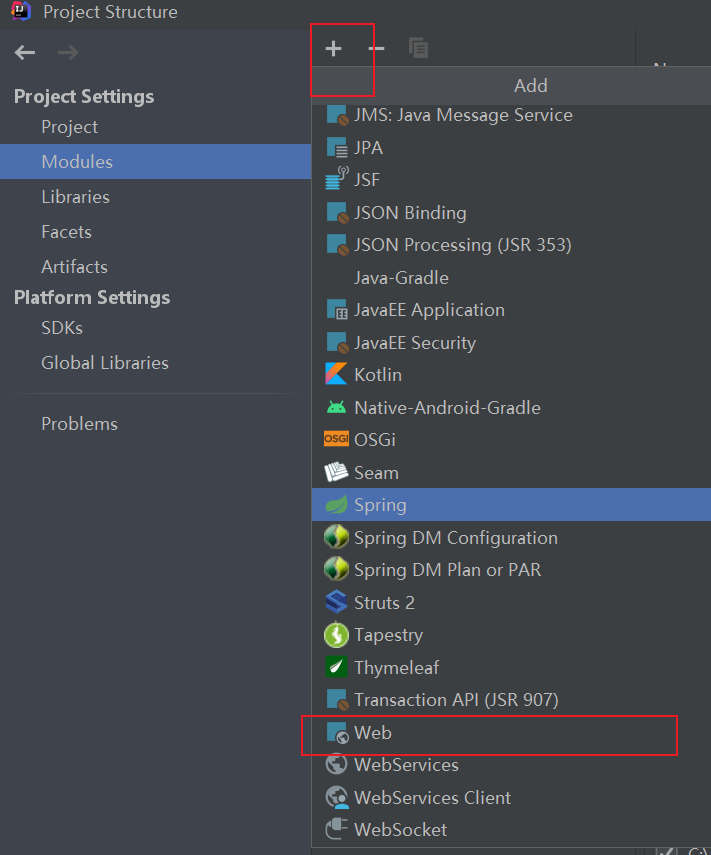 Project Structure
Project Settings
Project
Modules
Libraries
Facets
Artifacts
Platform Settings
SDKs
Global Libraries
Problems
Add
JMS: Java Message Service
JPA
JSF
JSON Binding
JSON Processing (JSR 353)
Java-Gradle
JavaEE Application
JavaEE Security
Kotlin
Native-Android-Gradle
OSGi
Seam
Spring
Spring DM Configuration
Spring DM Plan or PAR
Struts 2
Tapestry
Thymeleaf
Transaction API (JSR 907)
Web
WebServices
WebServices Client
WebSocket